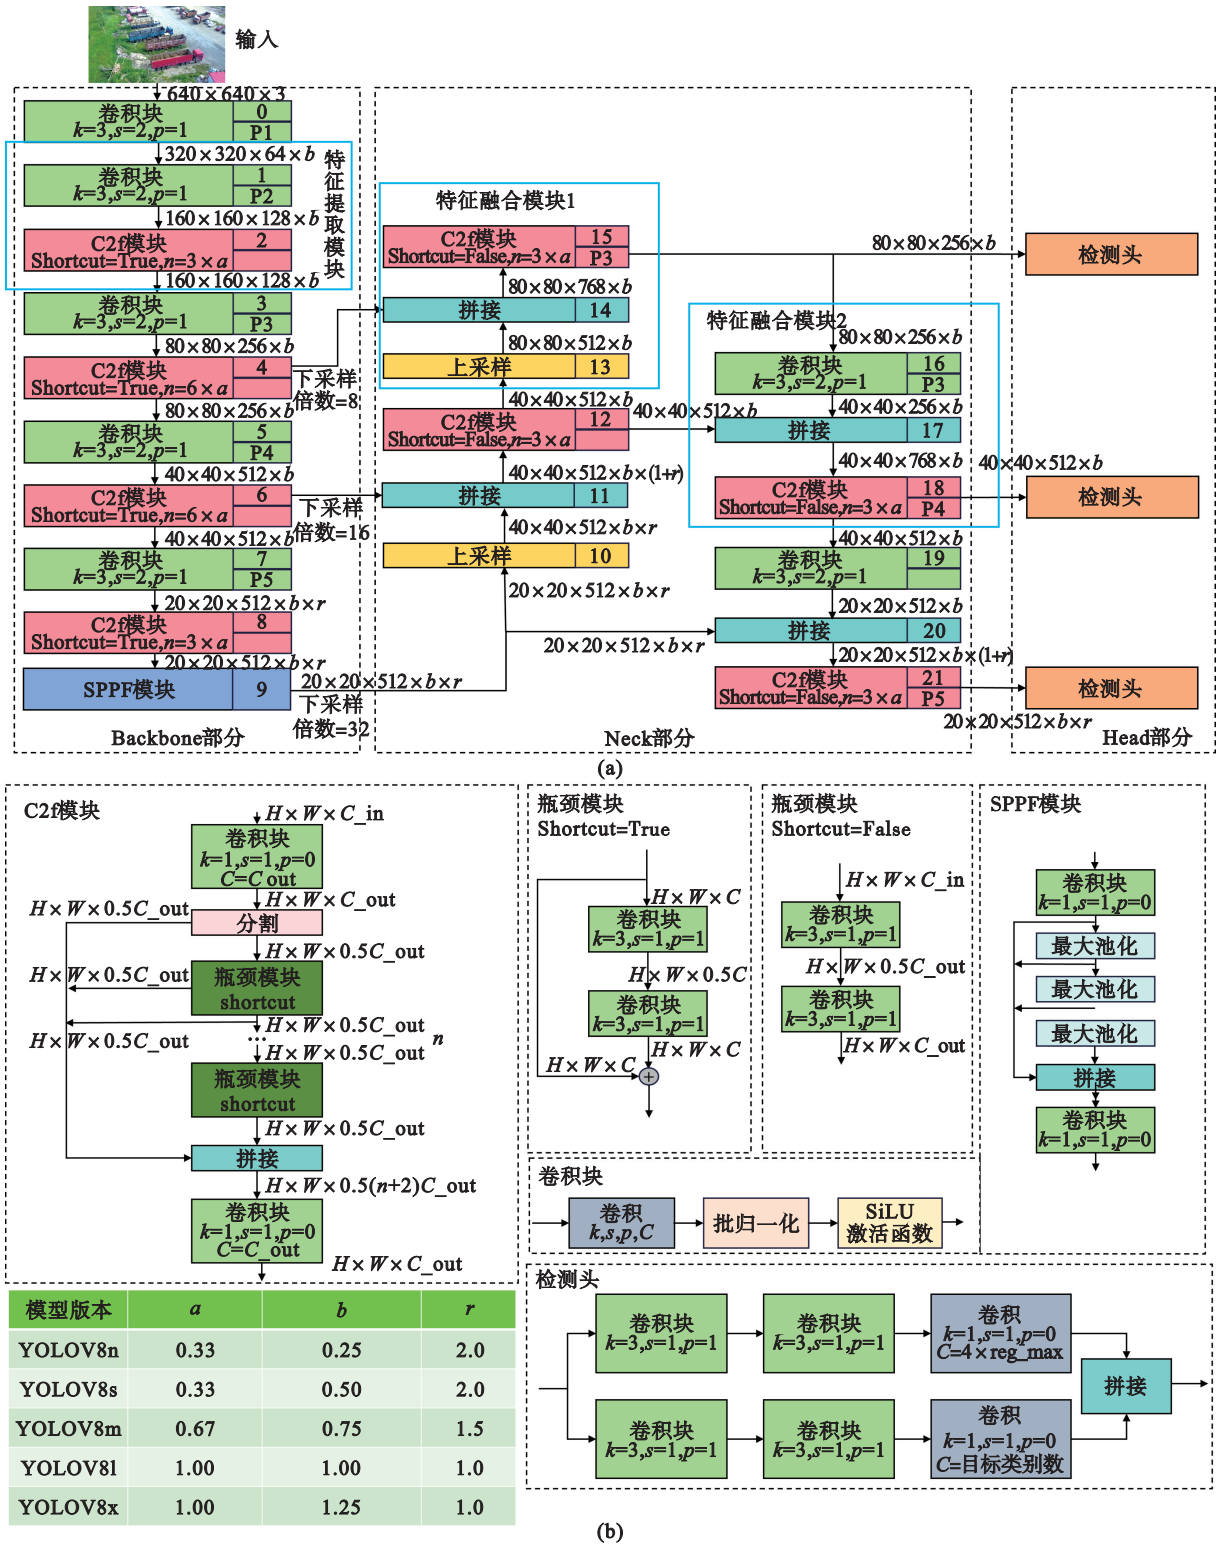 输入
640×640×3
卷积块
k=3,s=2,p=1
0
P1
320×320×64×b
特征提取模块
卷积块
k=3,s=2,p=1
1
P2
160×160×128×b
C2f模块
Shortcut=True,n=3×a
2
160×160×128×b
卷积块
k=3,s=2,p=1
3
P3
80×80×256×b
C2f模块
Shortcut=True,n=6×a
4
下采样
倍数=8
80×80×256×b
卷积块
k=3,s=2,p=1
5
P4
40×40×512×b
C2f模块
Shortcut=True,n=6×a
6
下采样
倍数=16
40×40×512×b
卷积块
k=3,s=2,p=1
7
P5
20×20×512×b×r
C2f模块
Shortcut=True,n=3×a
8
20×20×512×b×r
SPPF模块
9
20×20×512×b×r
下采样
倍数=32
Backbone部分
特征融合模块1
C2f模块
Shortcut=False,n=3×a
15
P3
80×80×768×b
拼接
14
80×80×512×b
上采样
13
40×40×512×b
C2f模块
Shortcut=False,n=3×a
12
40×40×512×b
40×40×512×b×(1+r)
拼接
11
40×40×512×b×r
上采样
10
20×20×512×b×r
20×20×512×b×r
80×80×256×b
特征融合模块2
80×80×256×b
卷积块
k=3,s=2,p=1
16
P3
40×40×256×b
拼接
17
40×40×768×b
40×40×512×b
C2f模块
Shortcut=False,n=3×a
18
P4
40×40×512×b
卷积块
k=3,s=2,p=1
19
20×20×512×b
拼接
20
20×20×512×b×(1+r)
C2f模块
Shortcut=False,n=3×a
21
P5
20×20×512×b×r
Neck部分
检测头
检测头
检测头
Head部分
(a)
C2f模块
H×W×C_in
卷积块
k=1,s=1,p=0
C=C out
H×W×C_out
H×W×0.5C_out
分割
H×W×0.5C_out
H×W×0.5C_out
瓶颈模块
shortcut
H×W×0.5C_out
H×W×0.5C_out
...
n
H×W×0.5C_out
瓶颈模块
shortcut
H×W×0.5C_out
拼接
H×W×0.5(n+2)C_out
卷积块
k=1,s=1,p=0
C=C_out
H×W×C_out
瓶颈模块
Shortcut=True
H×W×C
卷积块
k=3,s=1,p=1
H×W×0.5C
卷积块
k=3,s=1,p=1
H×W×C
H×W×C
+
瓶颈模块
Shortcut=False
H×W×C_in
卷积块
k=3,s=1,p=1
H×W×0.5C_out
卷积块
k=3,s=1,p=1
H×W×C_out
SPPF模块
卷积块
k=1,s=1,p=0
最大池化
最大池化
最大池化
拼接
卷积块
k=1,s=1,p=0
卷积块
卷积
k,s,p,C
批归一化
SiLU
激活函数
检测头
卷积块
k=3,s=1,p=1
卷积块
k=3,s=1,p=1
卷积
k=1,s=1,p=0
C=4×reg_max
卷积块
k=3,s=1,p=1
卷积块
k=3,s=1,p=1
卷积
k=1,s=1,p=0
C=目标类别数
拼接
模型版本 a b r
YOLOV8n 0.33 0.25 2.0
YOLOV8s 0.33 0.50 2.0
YOLOV8m 0.67 0.75 1.5
YOLOV8l 1.00 1.00 1.0
YOLOV8x 1.00 1.25 1.0
(b)